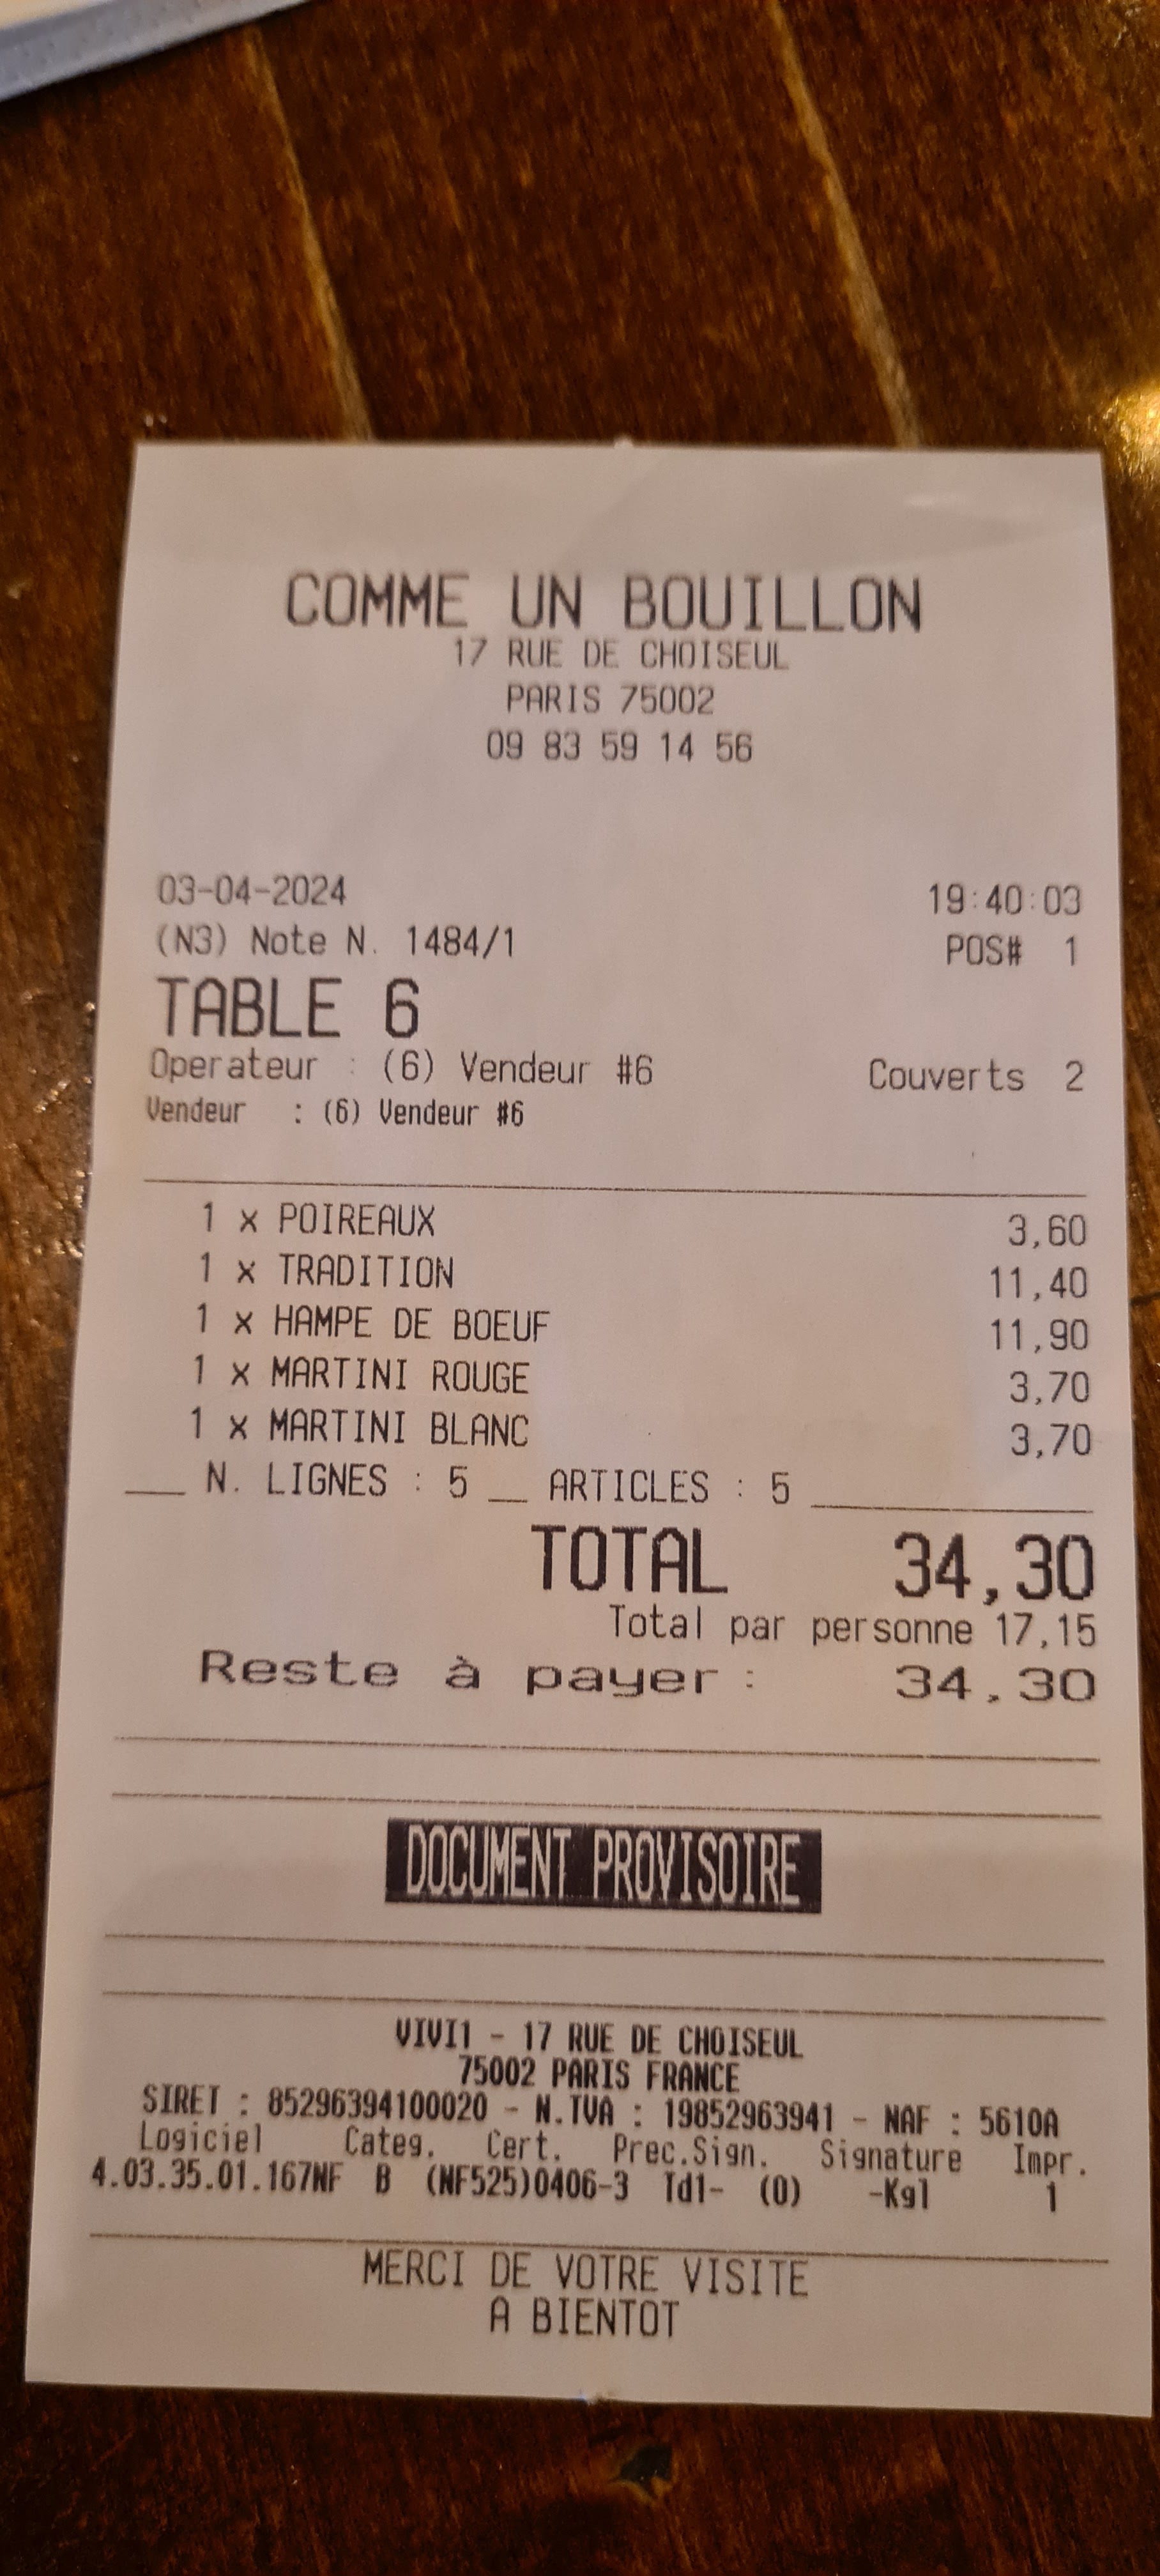 COMME UN BOUILLON
17 RUE DE CHOISEUL
PARIS 75002
09 83 59 14 56
03-04-2024 19:40:03
(N3) Note N. 1484/1 POS# 1
TABLE 6
Operateur : (6) Vendeur #6 Couverts 2
Vendeur : (6) Vendeur #6
1 x POIREAUX 3,60
1 x TRADITION 11,40
1 x HAMPE DE BOEUF 11,90
1 x MARTINI ROUGE 3,70
1 x MARTINI BLANC 3,70
N. LIGNES : 5 __ ARTICLES : 5
TOTAL 34,30
Total par personne 17,15
Reste à payer: 34.30
DOCUMENT PROVISOIRE
VIVI1 - 17 RUE DE CHOISEUL
75002 PARIS FRANCE
SIRET : 85296394100020 - N.TVA : 19852963941 - NAF : 5610A
Logiciel Categ. Cert. Prec.Sign. Signature Impr.
4.03.35.01.167NF B (NF525)0406-3 Id1- (0) -Kgl 1
MERCI DE VOTRE VISITE
A BIENTOT